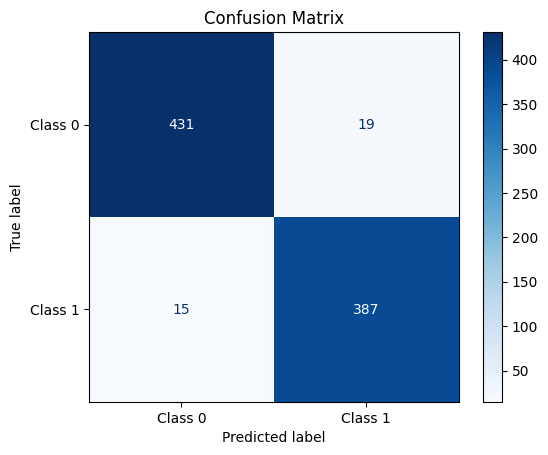 Confusion Matrix
Class 0
Class 1
True label
431
19
15
387
Class 0
Class 1
Predicted label
400
350
300
250
200
150
100
50